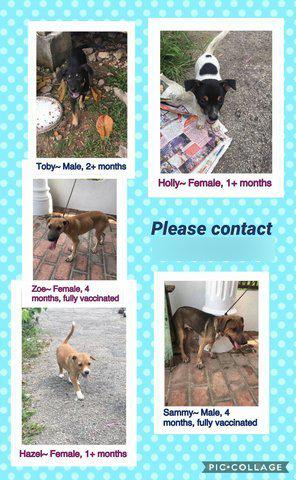 Toby~ Male, 2+ months
Holly~ Female, 1+ months
Please contact
Zoe~ Female, 4
months, fully vaccinated
Sammy~ Male, 4
months, fully vaccinated
Hazel~ Female, 1+ months
PIC•COLLAGE